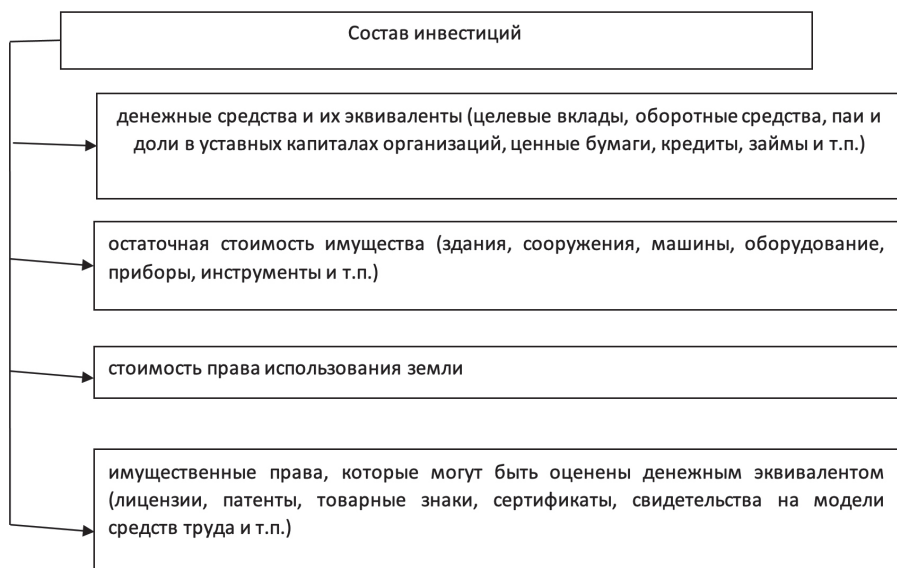 Состав инвестиций
денежные средства и их эквиваленты (целевые вклады, оборотные средства, паи и
доли в уставных капиталах организаций, ценные бумаги, кредиты, займы и т.п.)
остаточная стоимость имущества (здания, сооружения, машины, оборудование,
приборы, инструменты и т.п.)
стоимость права использования земли
имущественные права, которые могут быть оценены денежным эквивалентом
(лицензии, патенты, товарные знаки, сертификаты, свидетельства на модели
средств труда и т.п.)